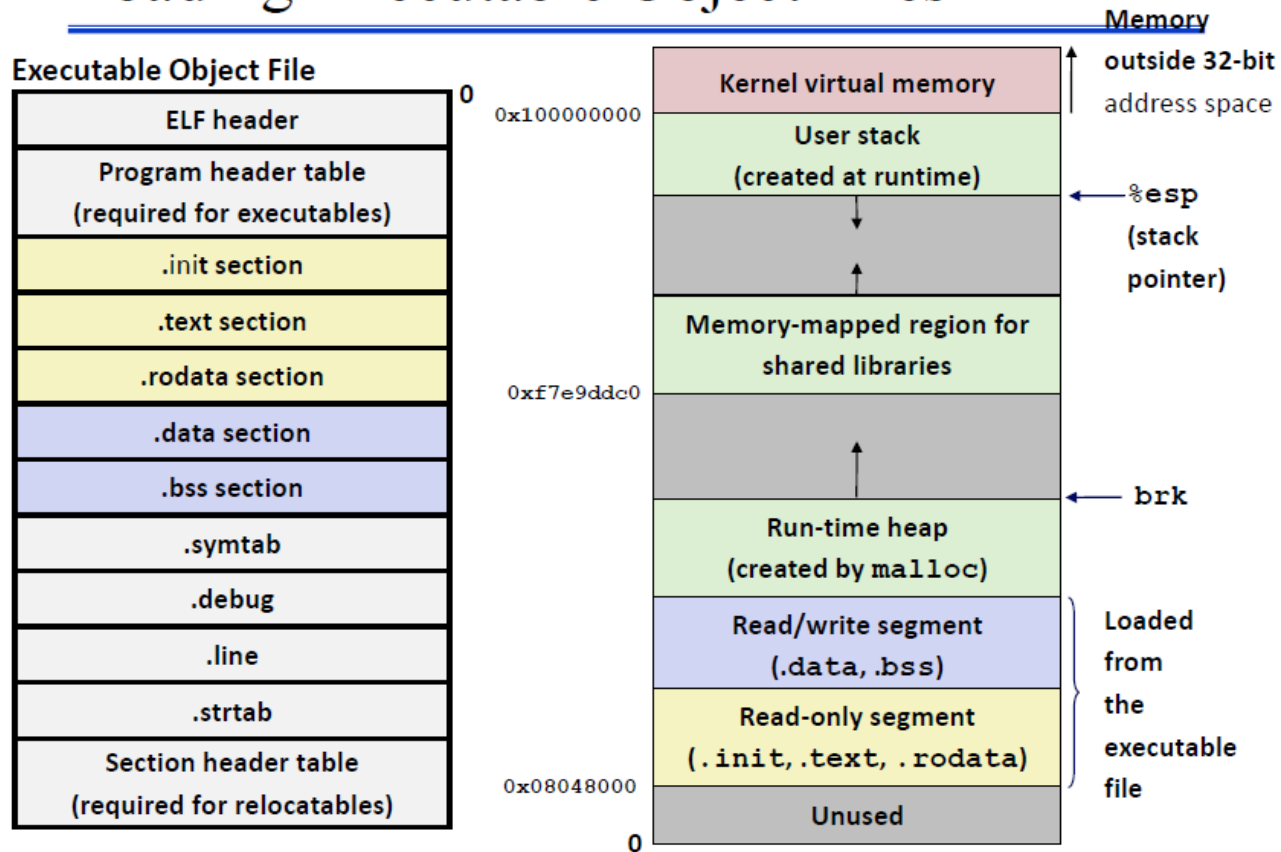 Executable Object File
0
ELF header
Program header table
(required for executables)
.init section
.text section
.rodata section
.data section
.bss section
.symtab
.debug
.line
.strtab
Section header table
(required for relocatables)
0x100000000
0xf7e9ddc0
0x08048000
0
Kernel virtual memory
User stack
(created at runtime)
Memory-mapped region for
shared libraries
Run-time heap
(created by malloc)
Read/write segment
(.data, .bss)
Read-only segment
(.init, .text, .rodata)
Unused
Memory
outside 32-bit
address space
%esp
(stack
pointer)
brk
Loaded
from
the
executable
file